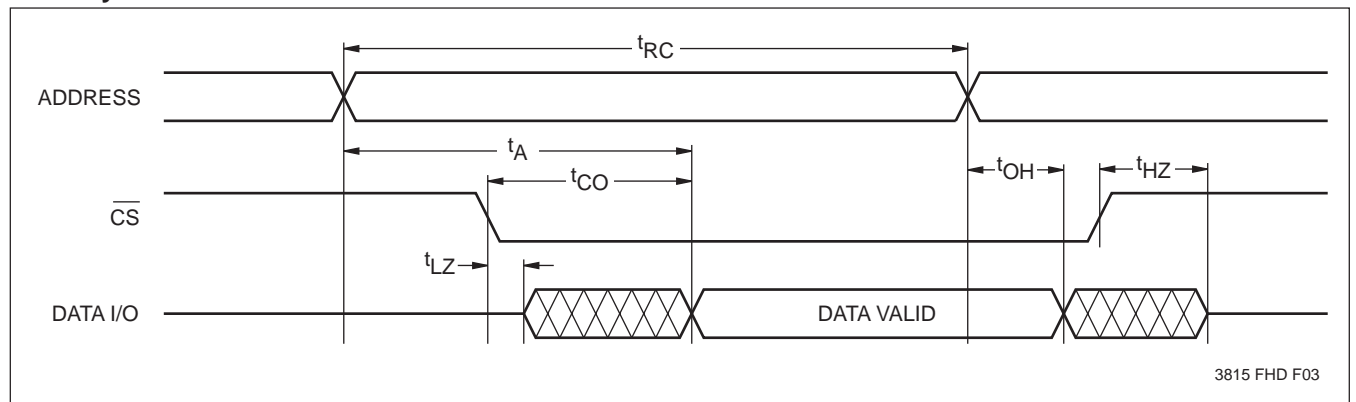 tRC
ADDRESS
tA
tCO
tOH
tHZ
CS
tLZ
DATA I/O
DATA VALID
3815 FHD F03